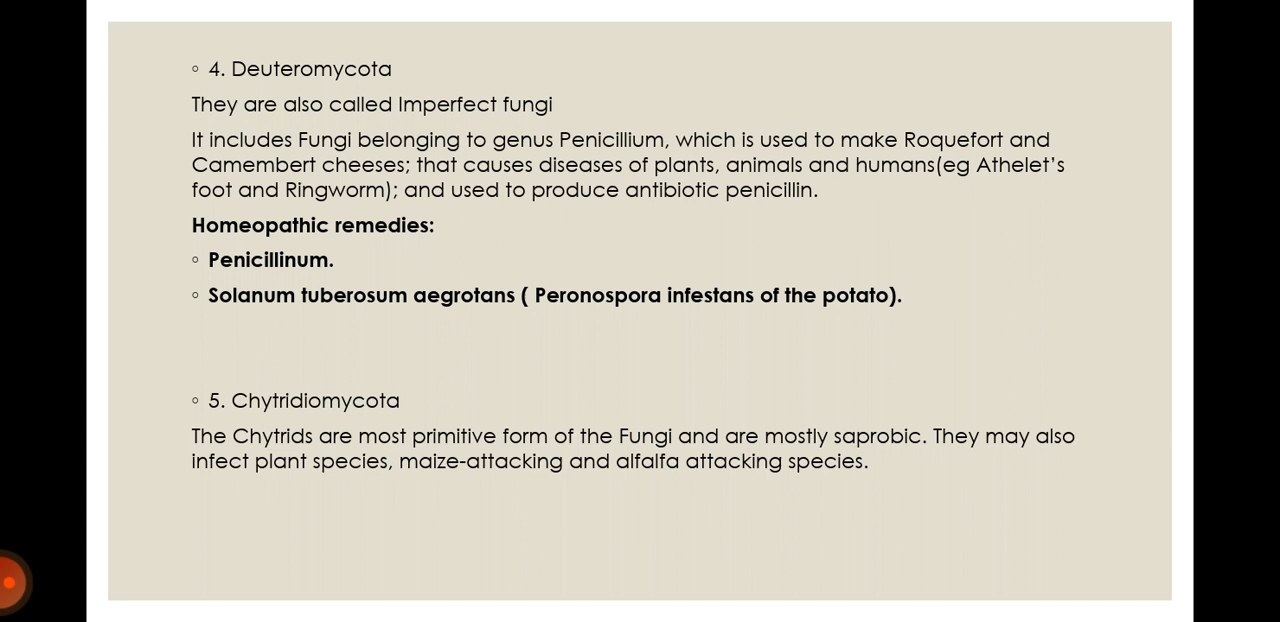 ◦ 4. Deuteromycota
They are also called Imperfect fungi
It includes Fungi belonging to genus Penicillium, which is used to make Roquefort and
Camembert cheeses; that causes diseases of plants, animals and humans(eg Athelet’s
foot and Ringworm); and used to produce antibiotic penicillin.
Homeopathic remedies:
◦ Penicillinum.
◦ Solanum tuberosum aegrotans ( Peronospora infestans of the potato).
◦ 5. Chytridiomycota
The Chytrids are most primitive form of the Fungi and are mostly saprobic. They may also
infect plant species, maize-attacking and alfalfa attacking species.